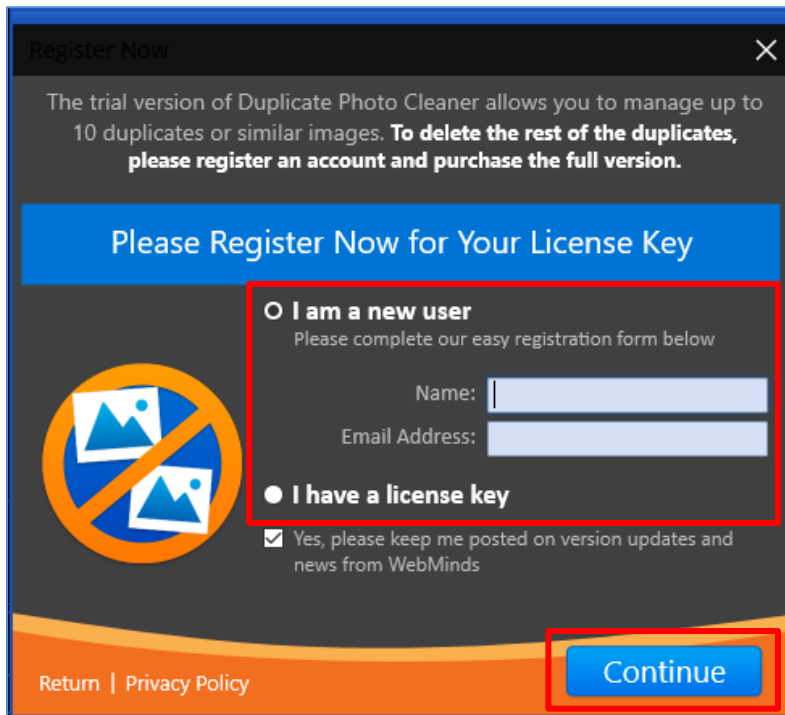 Register Now
The trial version of Duplicate Photo Cleaner allows you to manage up to
10 duplicates or similar images. To delete the rest of the duplicates,
please register an account and purchase the full version.
Please Register Now for Your License Key
I am a new user
Please complete our easy registration form below
Name:
Email Address:
I have a license key
Yes, please keep me posted on version updates and
news from WebMinds
Return | Privacy Policy
Continue